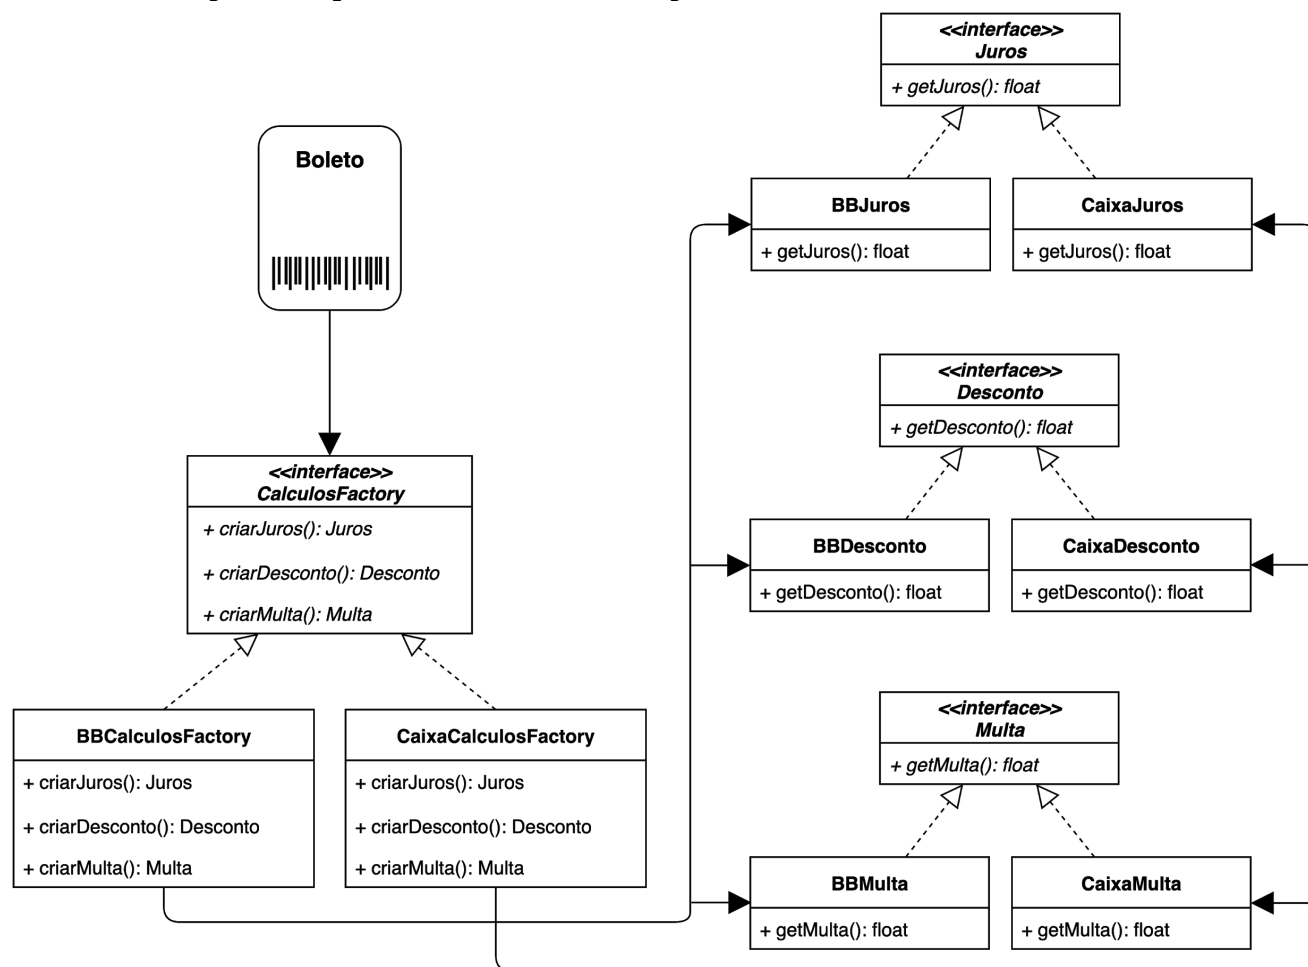 <<interface>>
Juros
+ getJuros(): float
Boleto
BBJuros
+ getJuros(): float
CaixaJuros
+ getJuros(): float
<<interface>>
Desconto
+ getDesconto(): float
<<interface>>
CalculosFactory
+ criarJuros(): Juros
+ criarDesconto(): Desconto
+ criarMulta(): Multa
BBDesconto
+ getDesconto(): float
CaixaDesconto
+ getDesconto(): float
<<interface>>
Multa
+ getMulta(): float
BBCalculosFactory
+ criarJuros(): Juros
+ criarDesconto(): Desconto
+ criarMulta(): Multa
CaixaCalculosFactory
+ criarJuros(): Juros
+ criarDesconto(): Desconto
+ criarMulta(): Multa
BBMulta
+ getMulta(): float
CaixaMulta
+ getMulta(): float